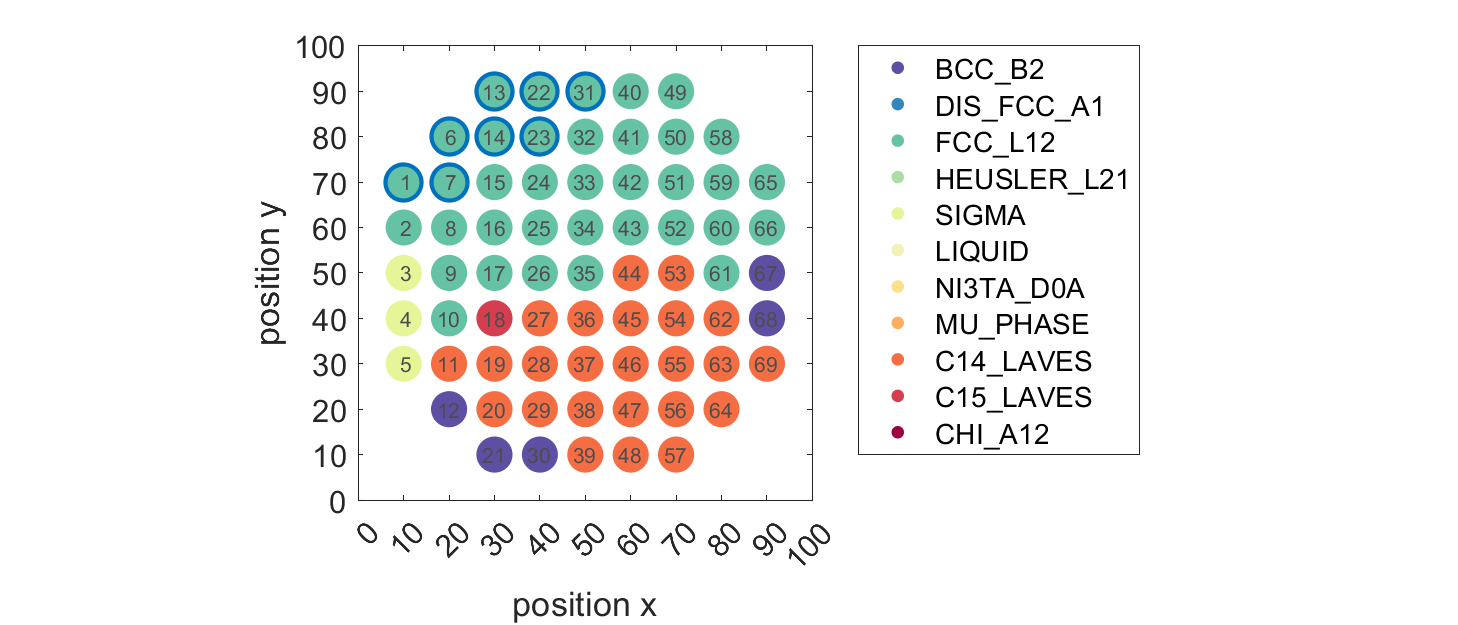 100
90
80
70
60
50
40
30
20
10
0
position y
13 22 31 40 49
6 14 23 32 41 50 58
1 7 15 24 33 42 51 59 65
2 8 16 25 34 43 52 60 66
3 9 17 26 35 44 53 61 67
4 10 18 27 36 45 54 62 68
5 11 19 28 37 46 55 63 69
12 20 29 38 47 56 64
21 30 39 48 57
0 10 20 30 40 50 60 70 80 90 100
position x
BCC_B2
DIS_FCC_A1
FCC_L12
HEUSLER_L21
SIGMA
LIQUID
NI3TA_D0A
MU_PHASE
C14_LAVES
C15_LAVES
CHI_A12